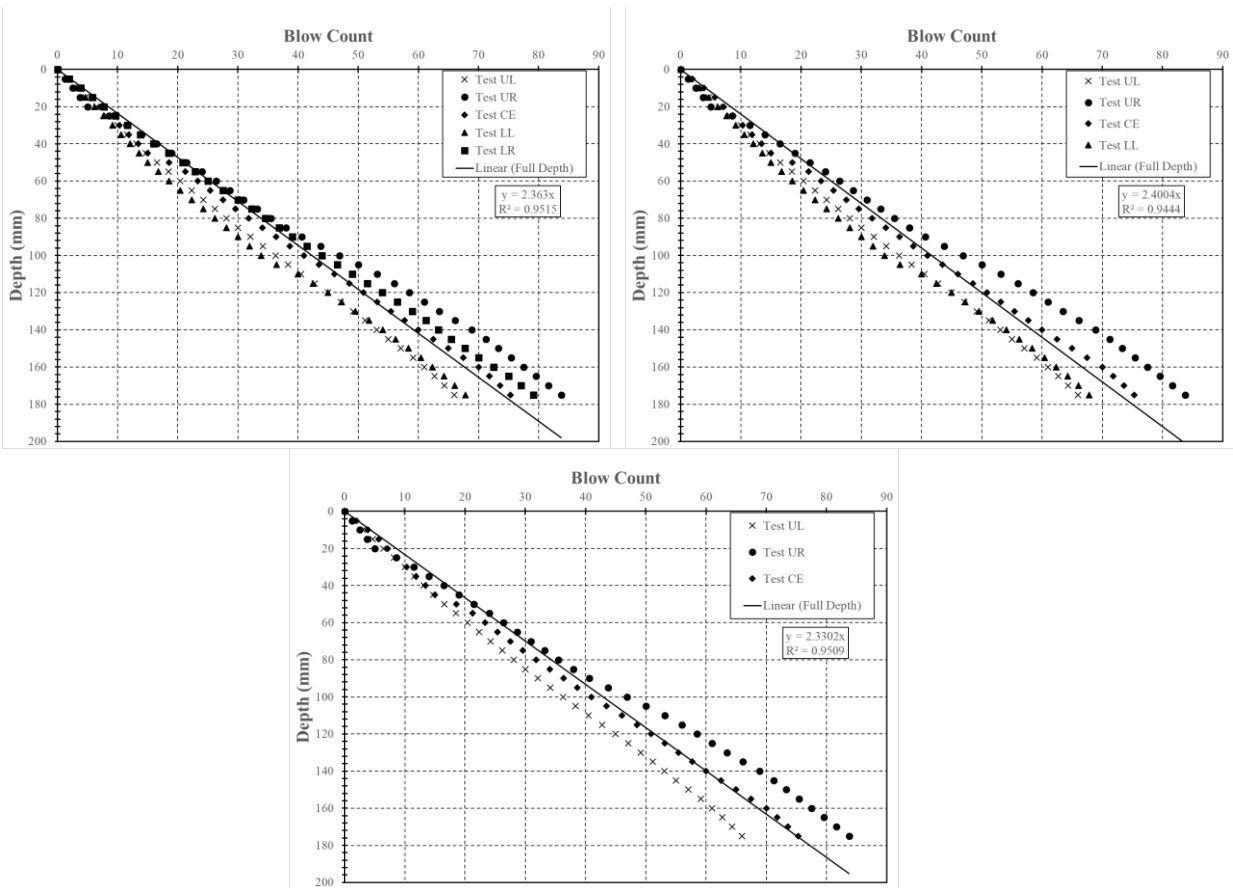 Blow Count
0 10 20 30 40 50 60 70 80 90
0
20
40
60
80
100
120
140
160
180
200
Depth (mm)
Test UL
Test UR
Test CE
Test LL
Test LR
Linear (Full Depth)
y = 2.363x
R² = 0.9515
Blow Count
0 10 20 30 40 50 60 70 80 90
0
20
40
60
80
100
120
140
160
180
200
Depth (mm)
Test UL
Test UR
Test CE
Test LL
Linear (Full Depth)
y = 2.4004x
R² = 0.9444
Blow Count
0 10 20 30 40 50 60 70 80 90
0
20
40
60
80
100
120
140
160
180
200
Depth (mm)
Test UL
Test UR
Test CE
Linear (Full Depth)
y = 2.3302x
R² = 0.9509